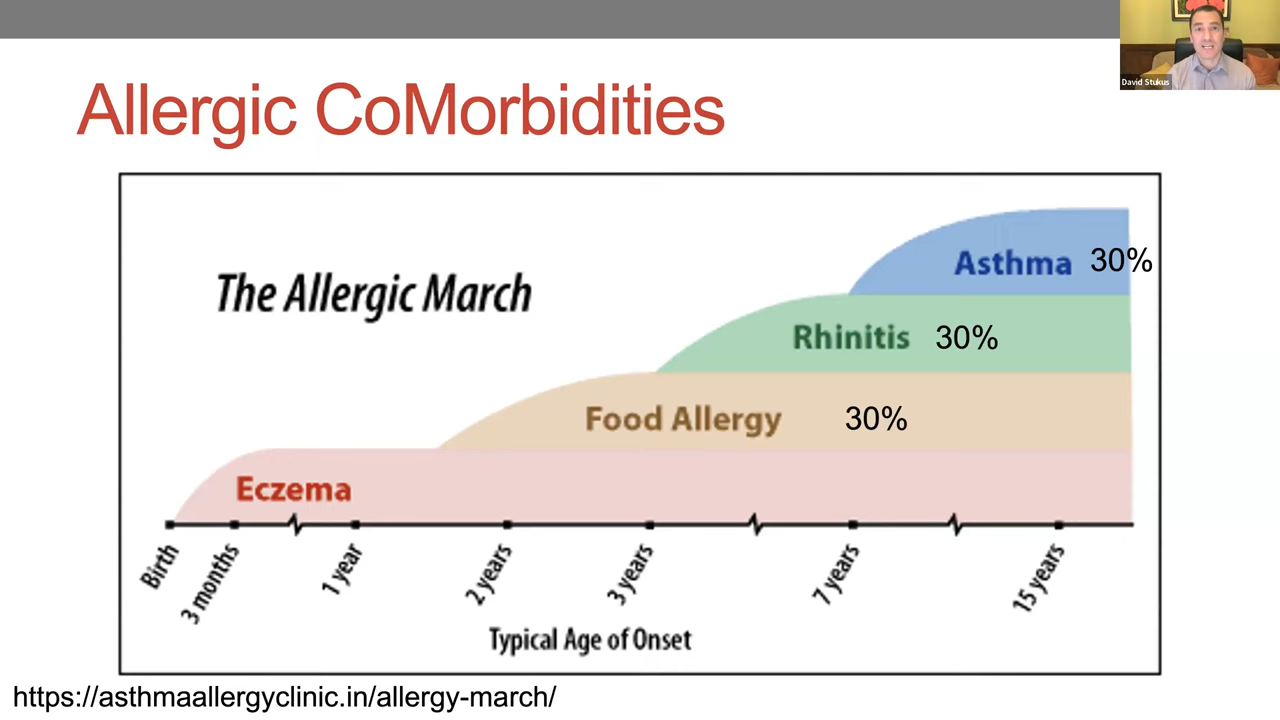 David Stukus
Allergic CoMorbidities
The Allergic March
Asthma 30%
Rhinitis 30%
Food Allergy 30%
Eczema
Birth
3 months
1 year
2 years
3 years
7 years
15 years
Typical Age of Onset
https://asthmaallergyclinic.in/allergy-march/